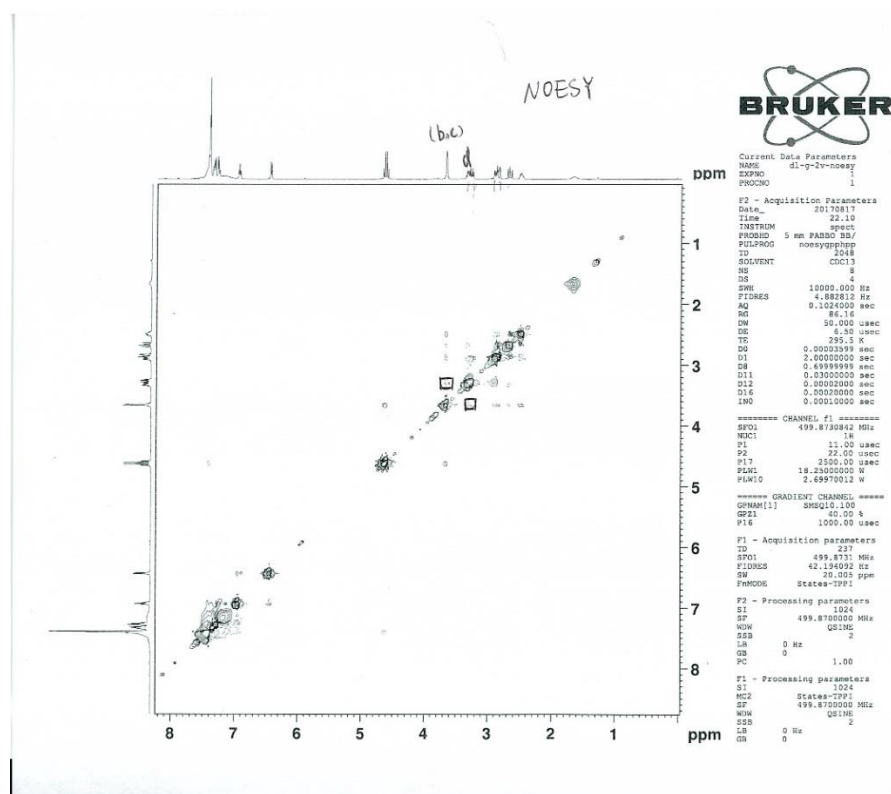 NOESY
(b,c)
d
ppm
1
2
3
4
5
6
7
8
8 7 6 5 4 3 2 1 ppm
BRUKER
Current Data Parameters
NAME dl-g-2v-noesy
EXPNO 1
PROCNO 1
F2 - Acquisition Parameters
Date_ 20170817
Time 22.10
INSTRUM spect
PROBHD 5 mm PABBO BB/
PULPROG noesygpphpp
TD 2048
SOLVENT CDCl3
NS 8
DS 4
SWH 10000.000 Hz
FIDRES 4.882812 Hz
AQ 0.1024000 sec
RG 86.16
DW 50.000 usec
DE 6.50 usec
TE 295.5 K
D0 0.00003599 sec
D1 2.00000000 sec
D8 0.69999999 sec
D11 0.03000000 sec
D12 0.00002000 sec
D16 0.00020000 sec
IN0 0.00010000 sec
======== CHANNEL f1 ========
SFO1 499.8730842 MHz
NUC1 1H
P1 11.00 usec
P2 22.00 usec
P17 2500.00 usec
PLW1 18.25000000 W
PLW10 2.69970012 W
====== GRADIENT CHANNEL =====
GPNAM[1] SMSQ10.100
GPZ1 40.00 %
P16 1000.00 usec
F1 - Acquisition parameters
TD 237
SFO1 499.8731 MHz
FIDRES 42.194092 Hz
SW 20.005 ppm
FnMODE States-TPPI
F2 - Processing parameters
SI 1024
SF 499.8700000 MHz
WDW QSINE
SSB 2
LB 0 Hz
GB 0
PC 1.00
F1 - Processing parameters
SI 1024
MC2 States-TPPI
SF 499.8700000 MHz
WDW QSINE
SSB 2
LB 0 Hz
GB 0